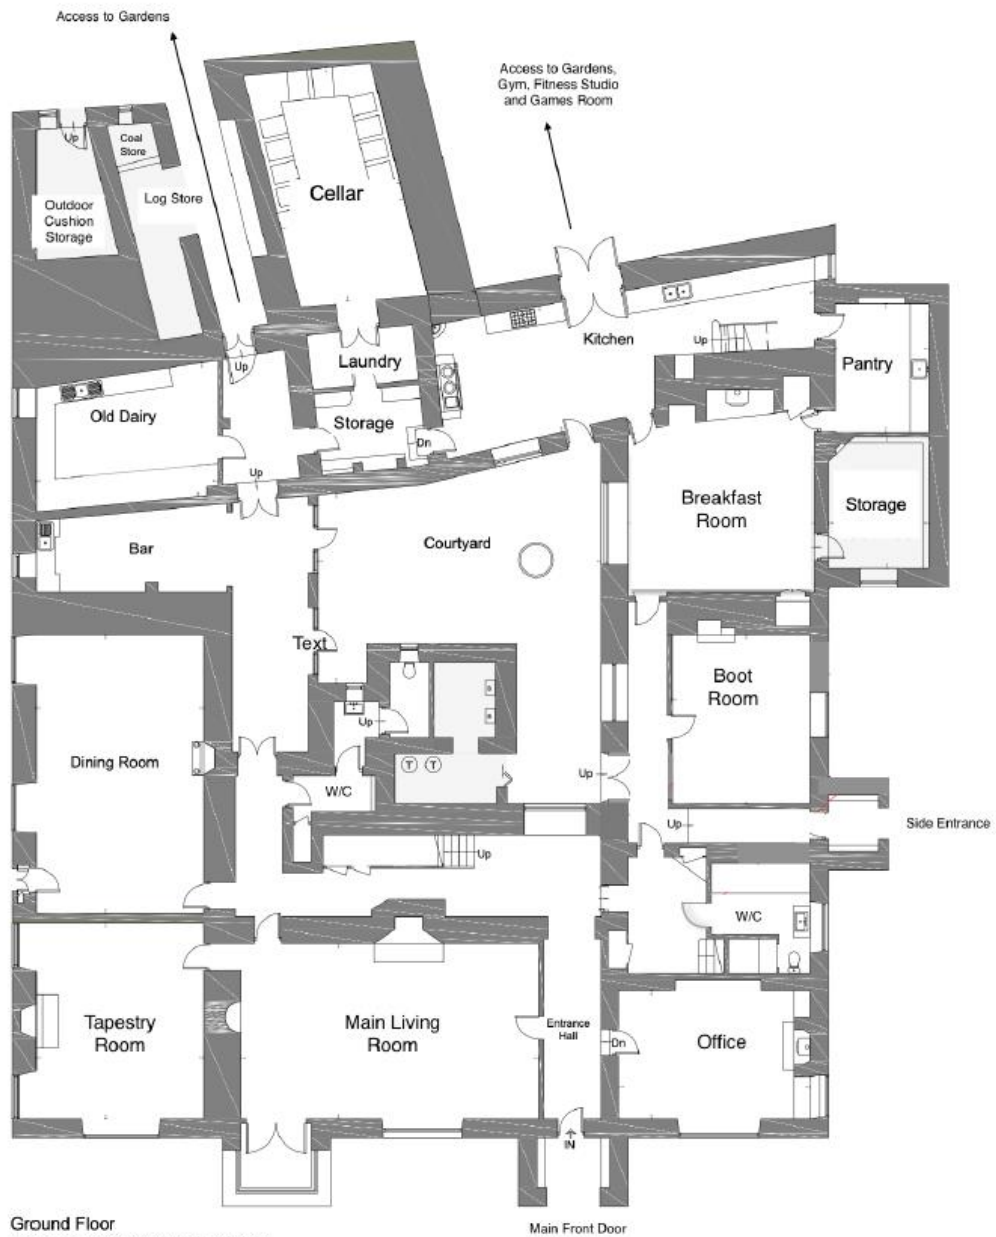 Access to Gardens
Access to Gardens,
Gym, Fitness Studio
and Games Room
Up
Coal
Store
Outdoor
Cushion
Storage
Log Store
Cellar
Kitchen
Up
Up
Laundry
Pantry
Old Dairy
Storage
Dn
Up
Breakfast
Room
Storage
Bar
Courtyard
Text
Boot
Room
Up
Dining Room
T
T
Up
W/C
Up
Side Entrance
Up
W/C
Tapestry
Room
Main Living
Room
Entrance
Hall
Dn
Office
IN
Ground Floor
Main Front Door